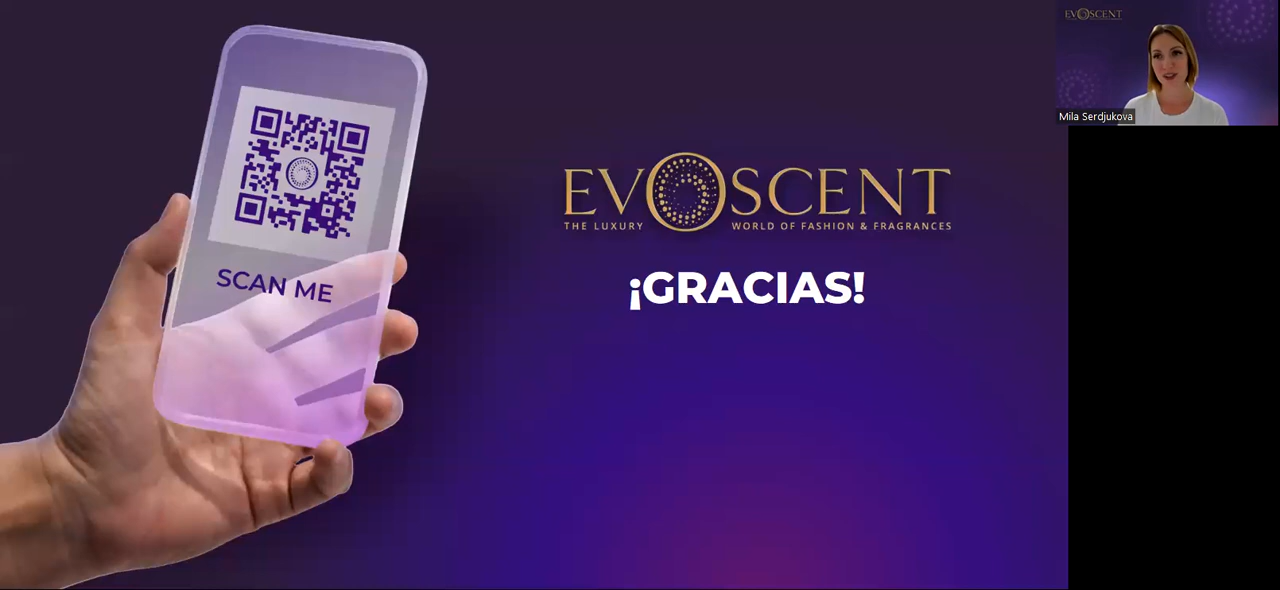 SCAN ME
EVOSCENT
THE LUXURY WORLD OF FASHION & FRAGRANCES
¡GRACIAS!
EVOSCENT
Mila Serdjukova